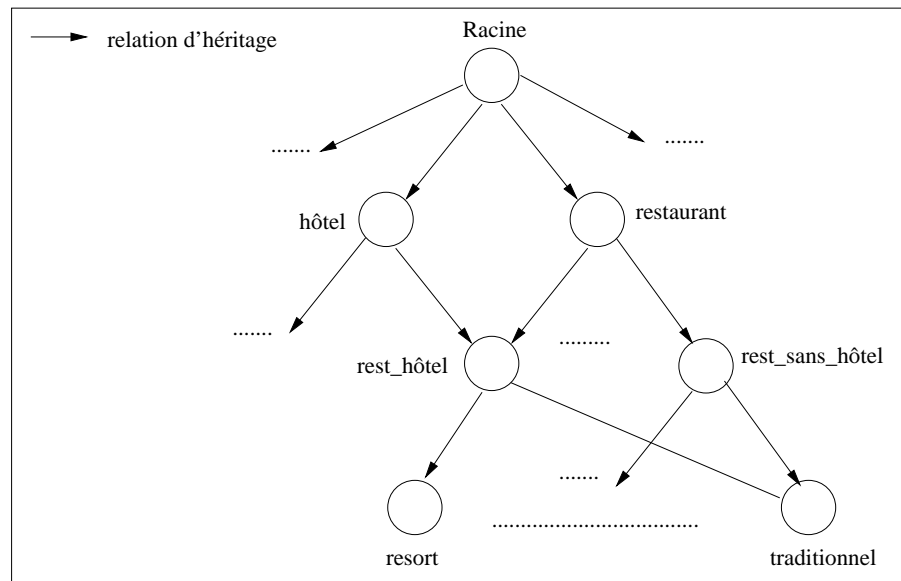 Racine
relation d'héritage
.......
.......
hôtel
restaurant
.......
.........
rest_hôtel
rest_sans_hôtel
.......
.....................................
resort
traditionnel